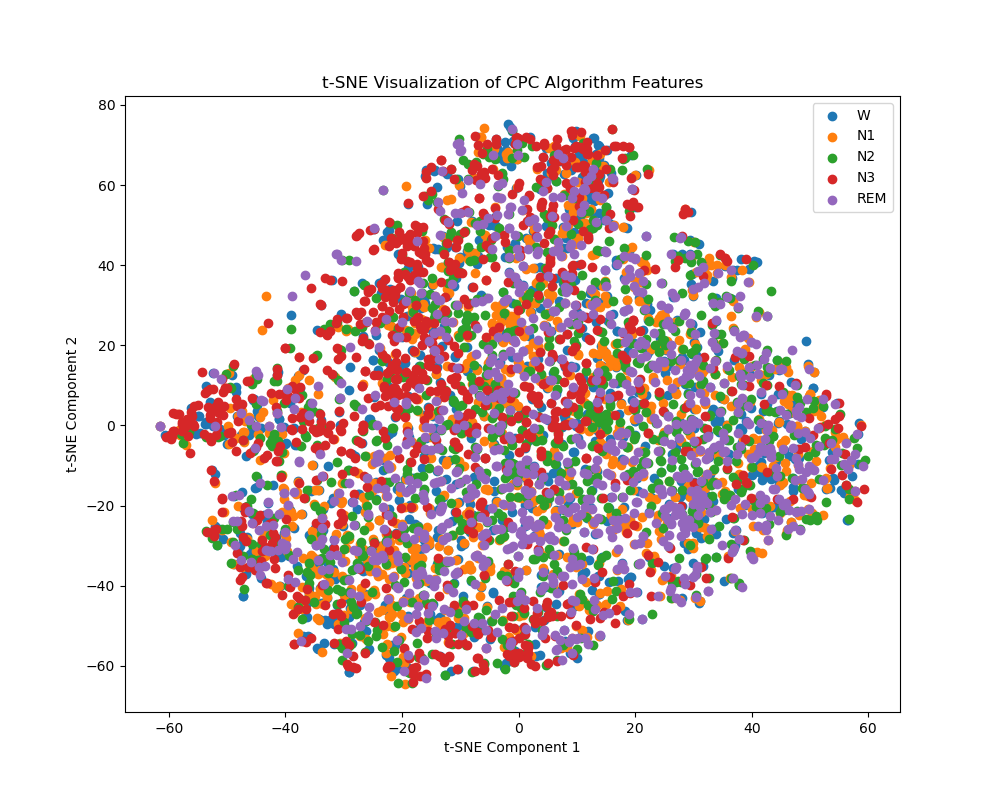 t-SNE Visualization of CPC Algorithm Features
W
N1
N2
N3
REM
80
60
40
20
0
−20
−40
−60
t-SNE Component 2
−60
−40
−20
0
20
40
60
t-SNE Component 1